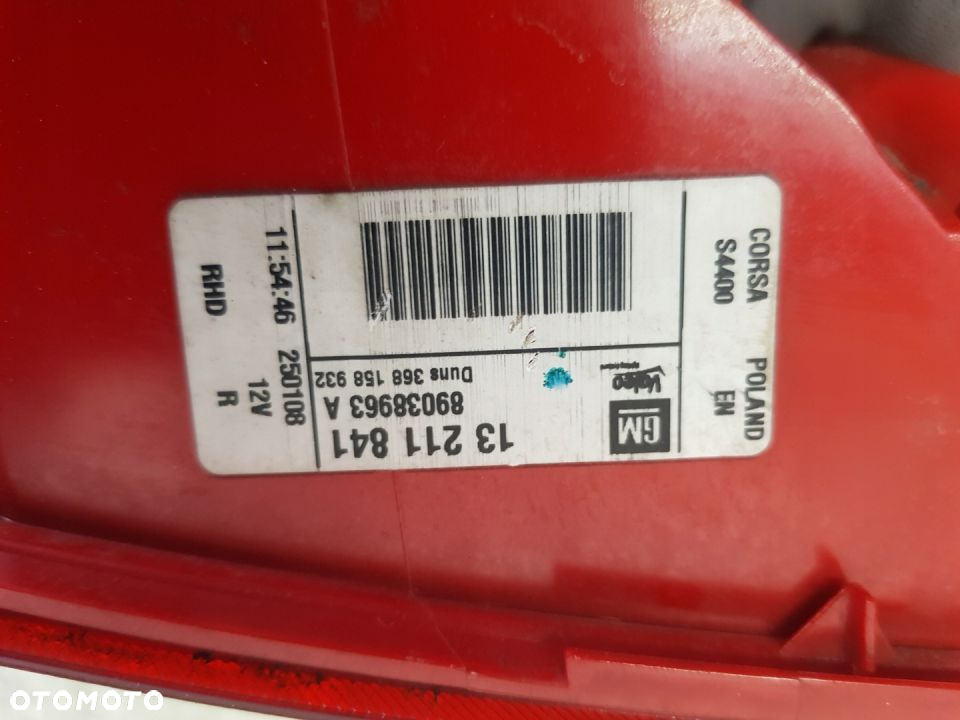 CORSA POLAND
S4400 EN
GM
Valeo
13 211 841
89038963 A
Duns 368 158 932
11:54:46 250108
12V
RHD R
OTOMOTO